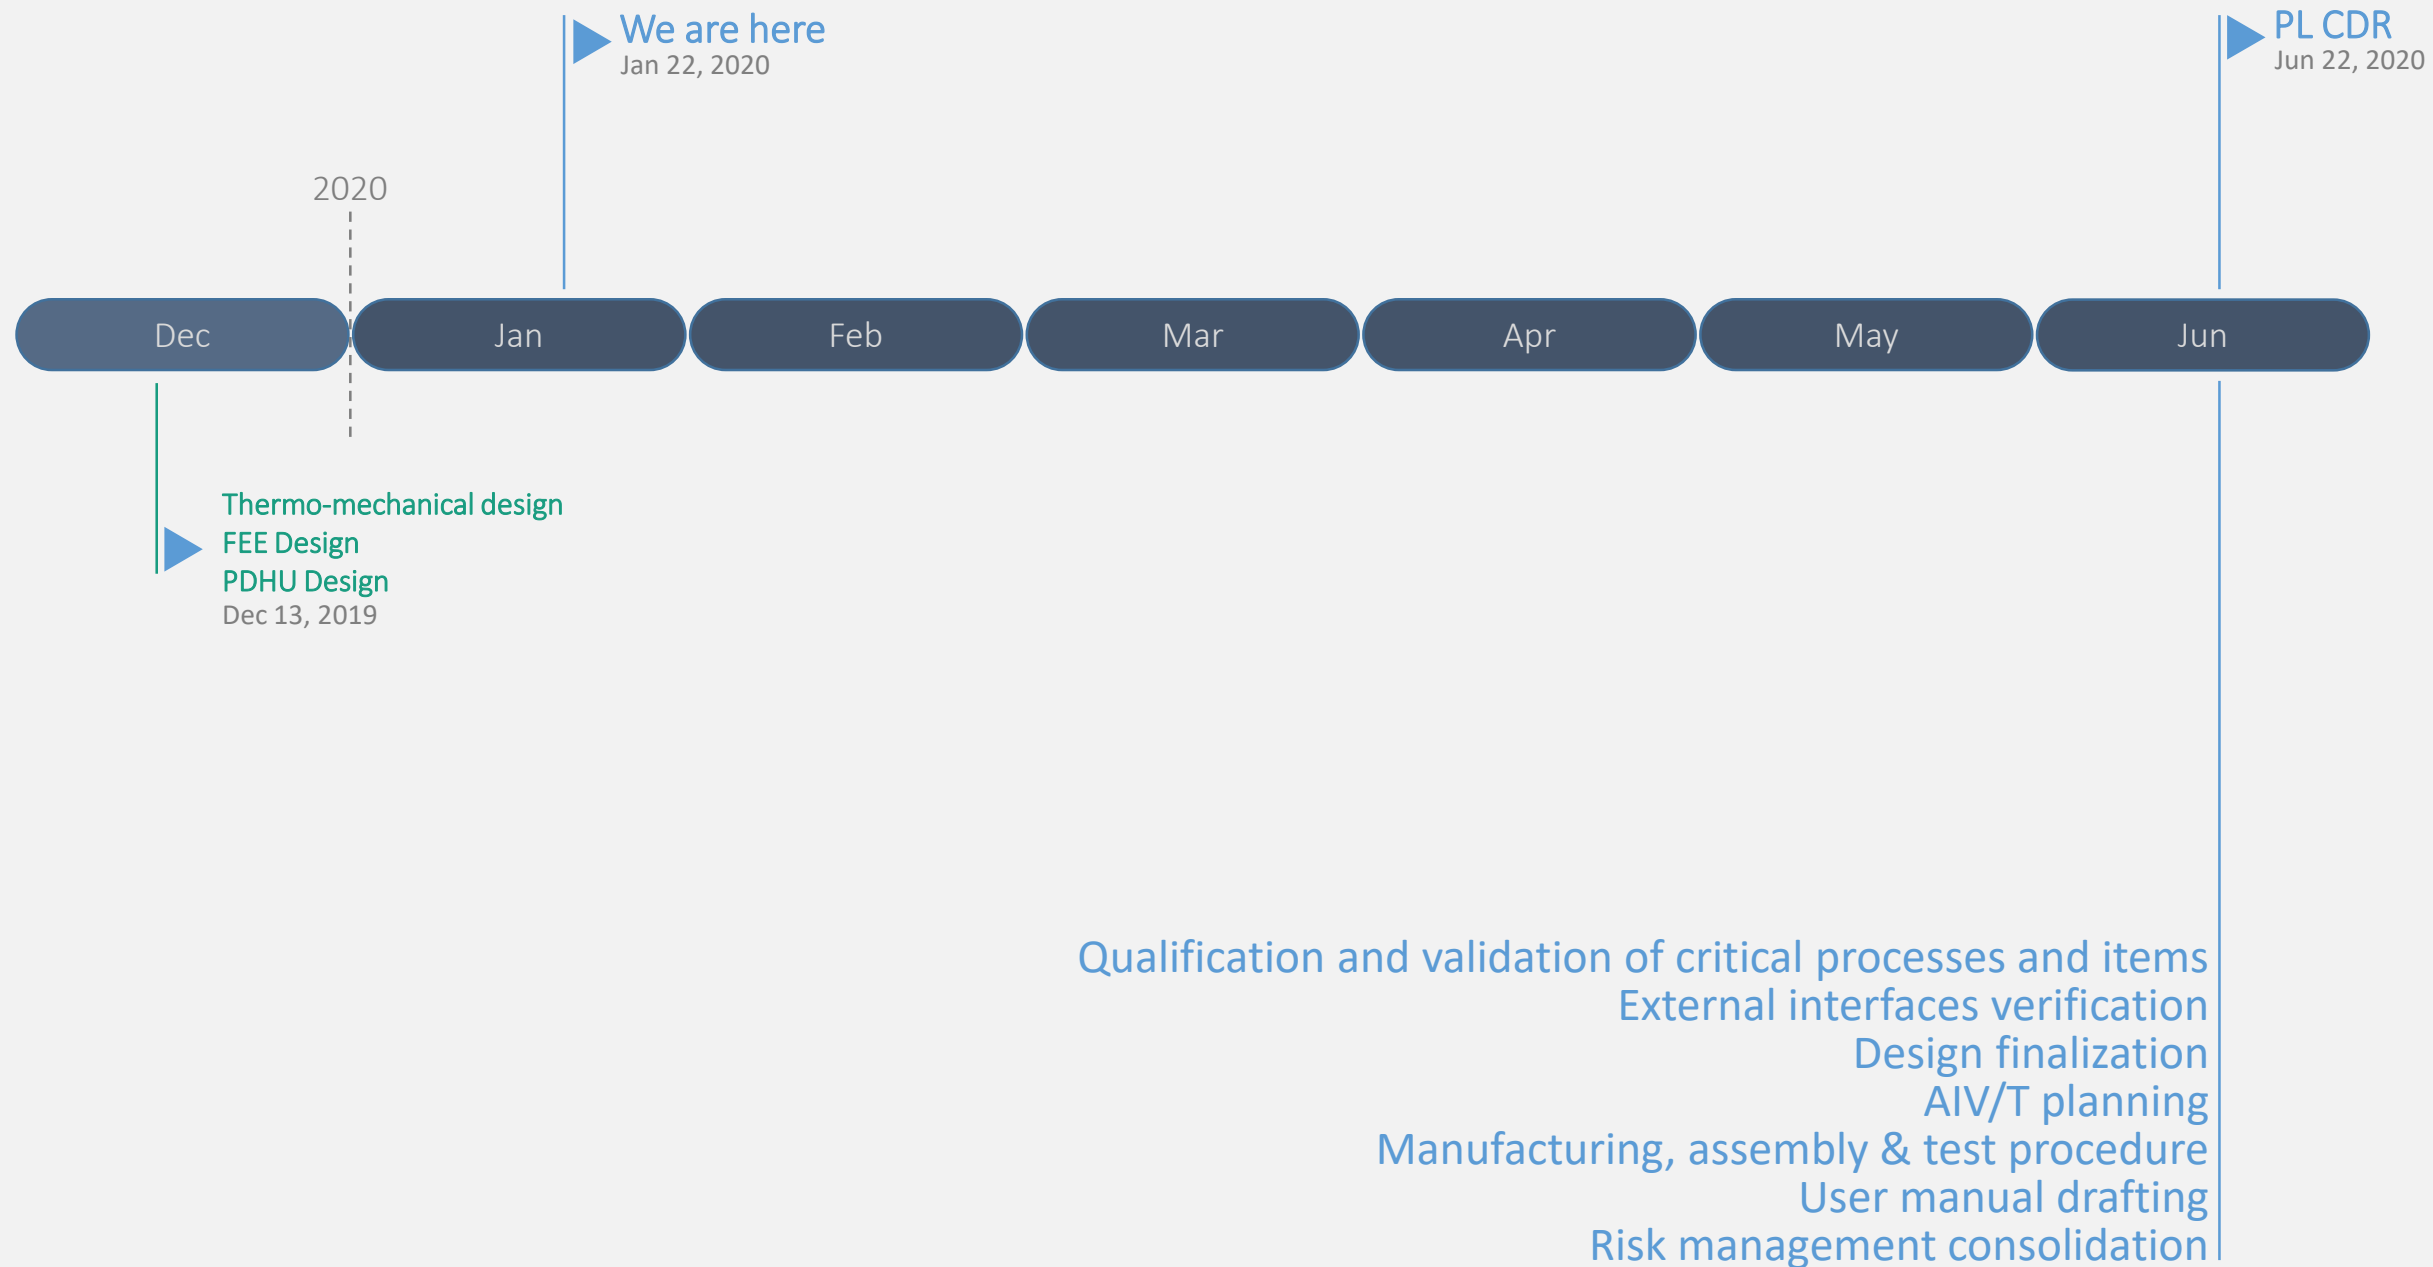 We are here
Jan 22, 2020
PL CDR
Jun 22, 2020
2020
Dec
Jan
Feb
Mar
Apr
May
Jun
Thermo-mechanical design
FEE Design
PDHU Design
Dec 13, 2019
Qualification and validation of critical processes and items
External interfaces verification
Design finalization
AIV/T planning
Manufacturing, assembly & test procedure
User manual drafting
Risk management consolidation